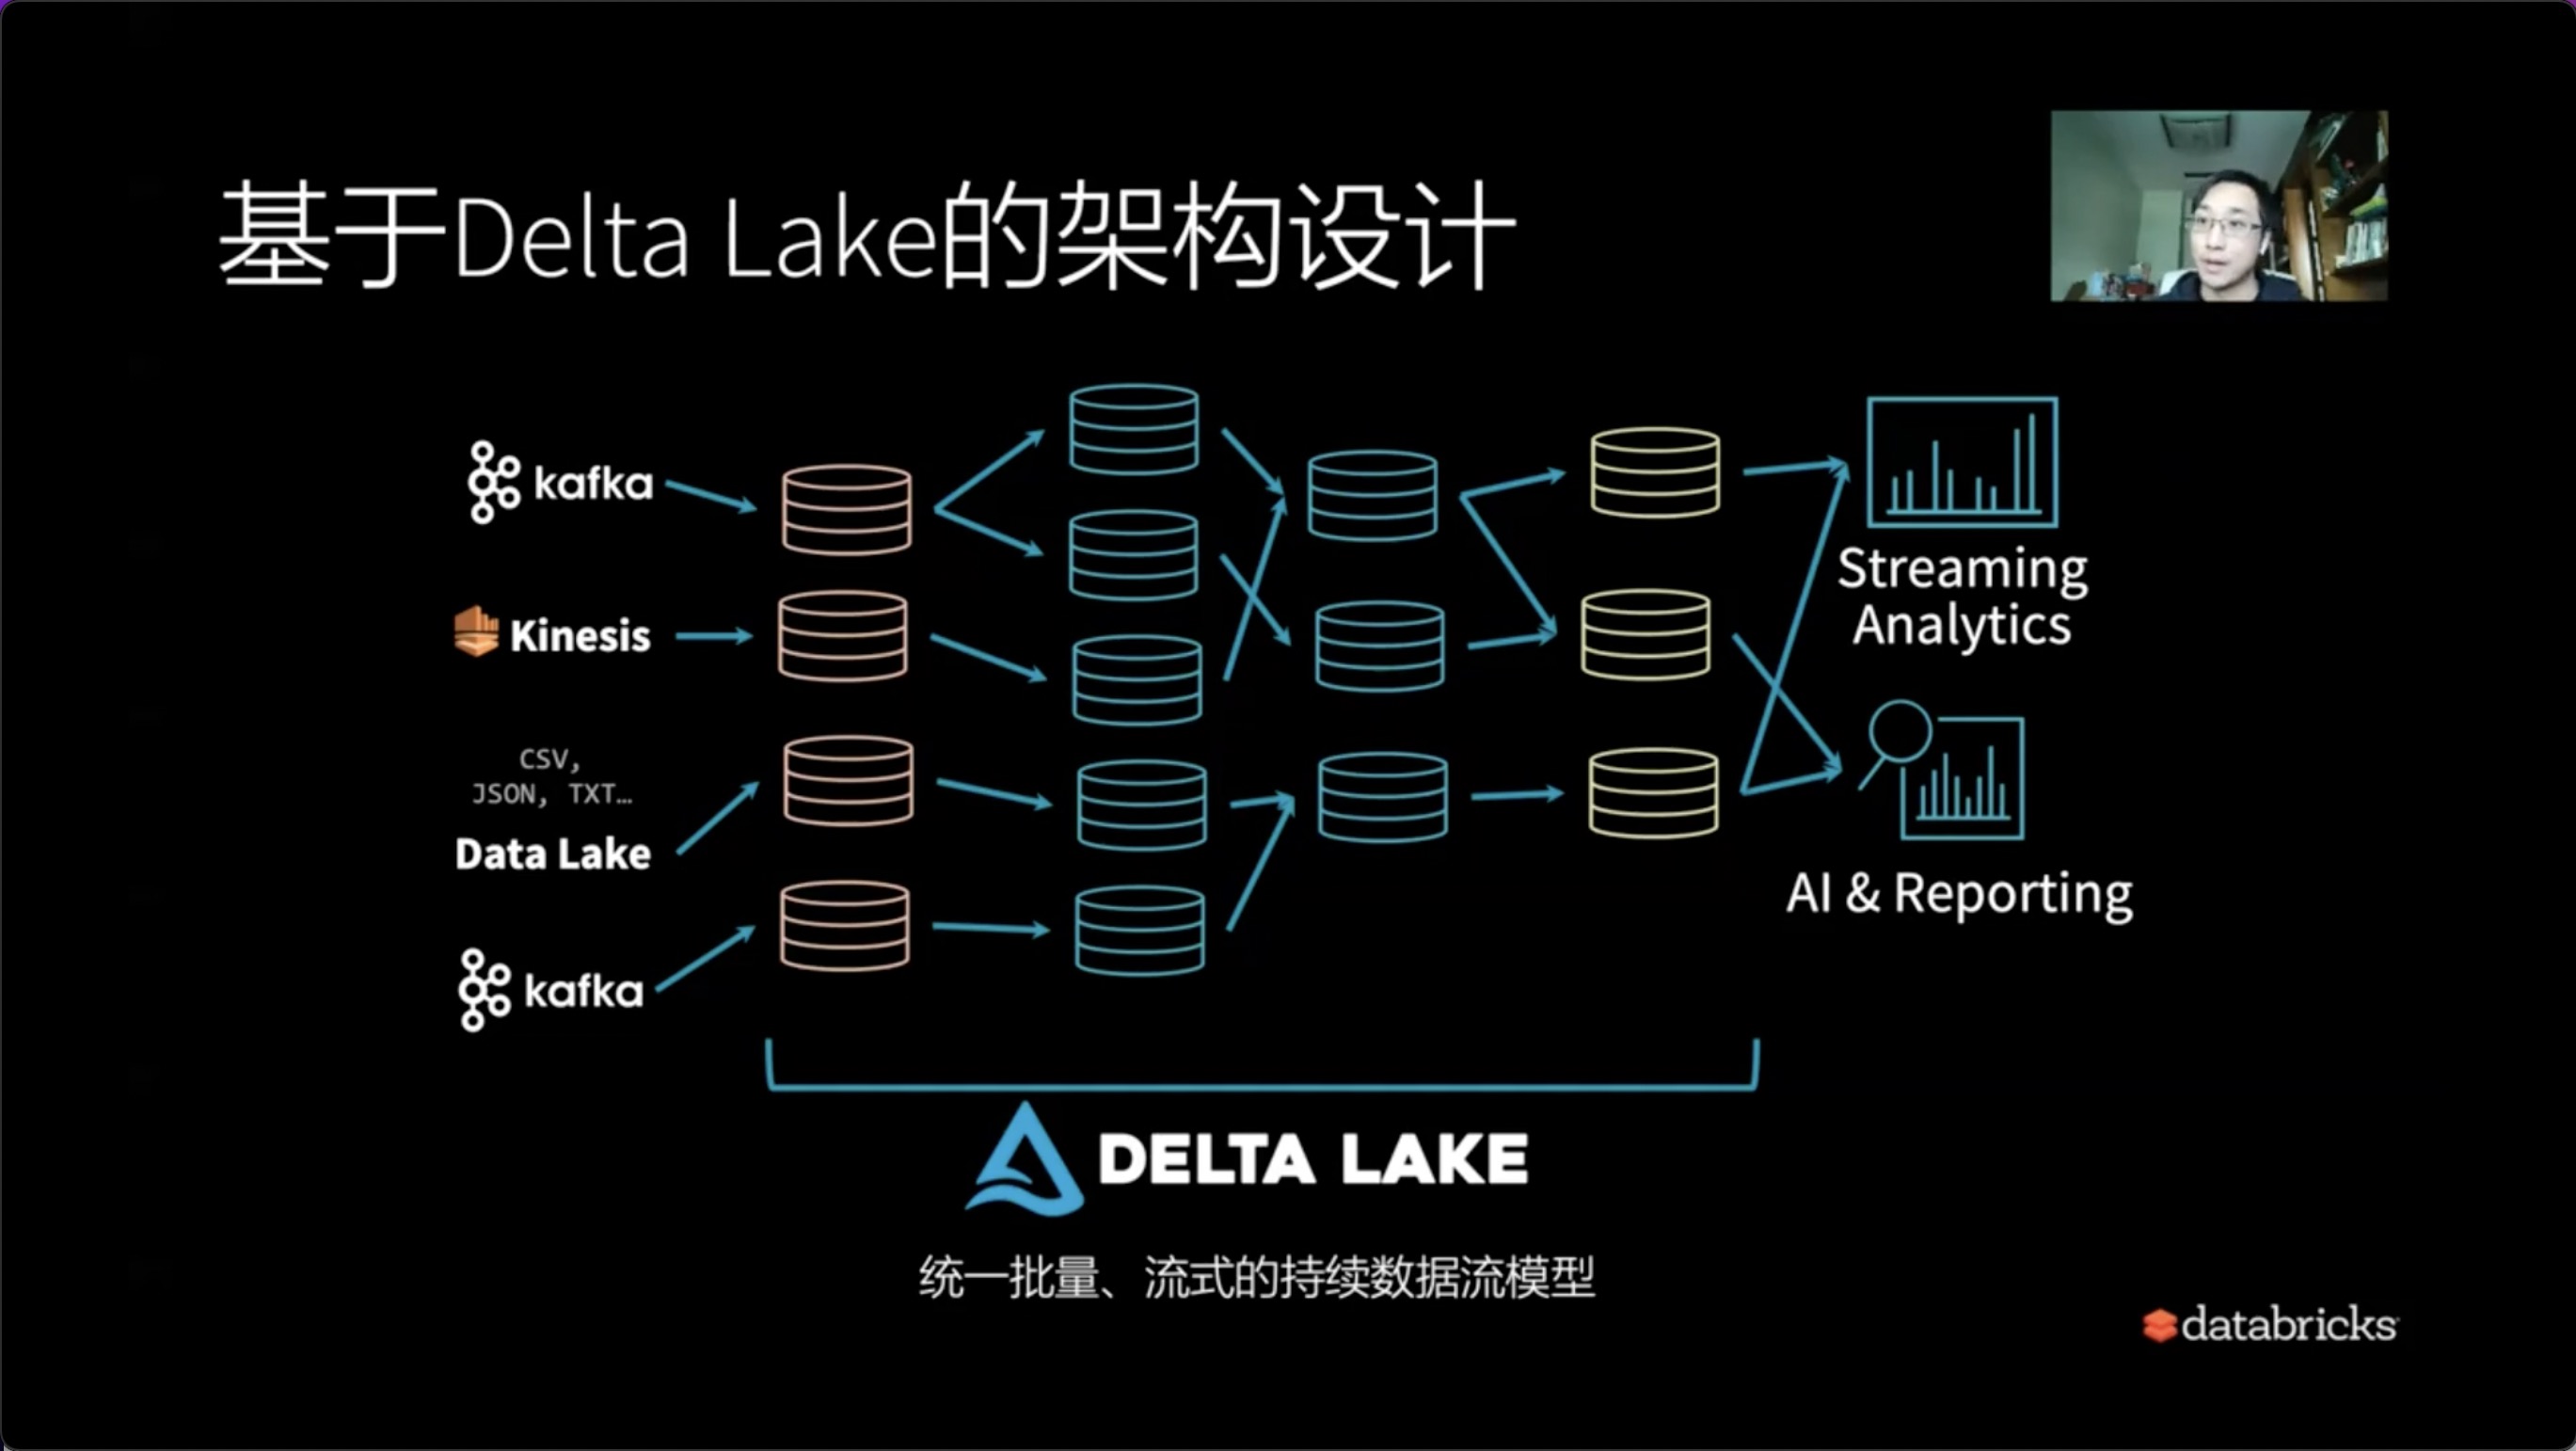 基于Delta Lake的架构设计
kafka
Kinesis
CSV,
JSON, TXT…
Data Lake
kafka
Streaming
Analytics
AI & Reporting
DELTA LAKE
统一批量、流式的持续数据流模型
databricks